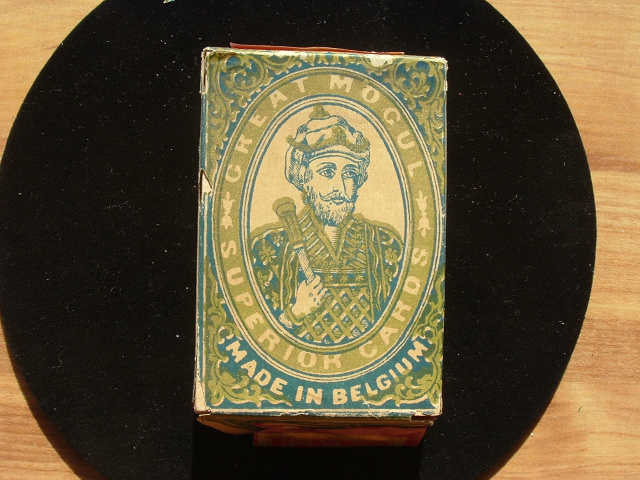 GREAT MOGUL
SUPERIOR CARDS
MADE IN BELGIUM